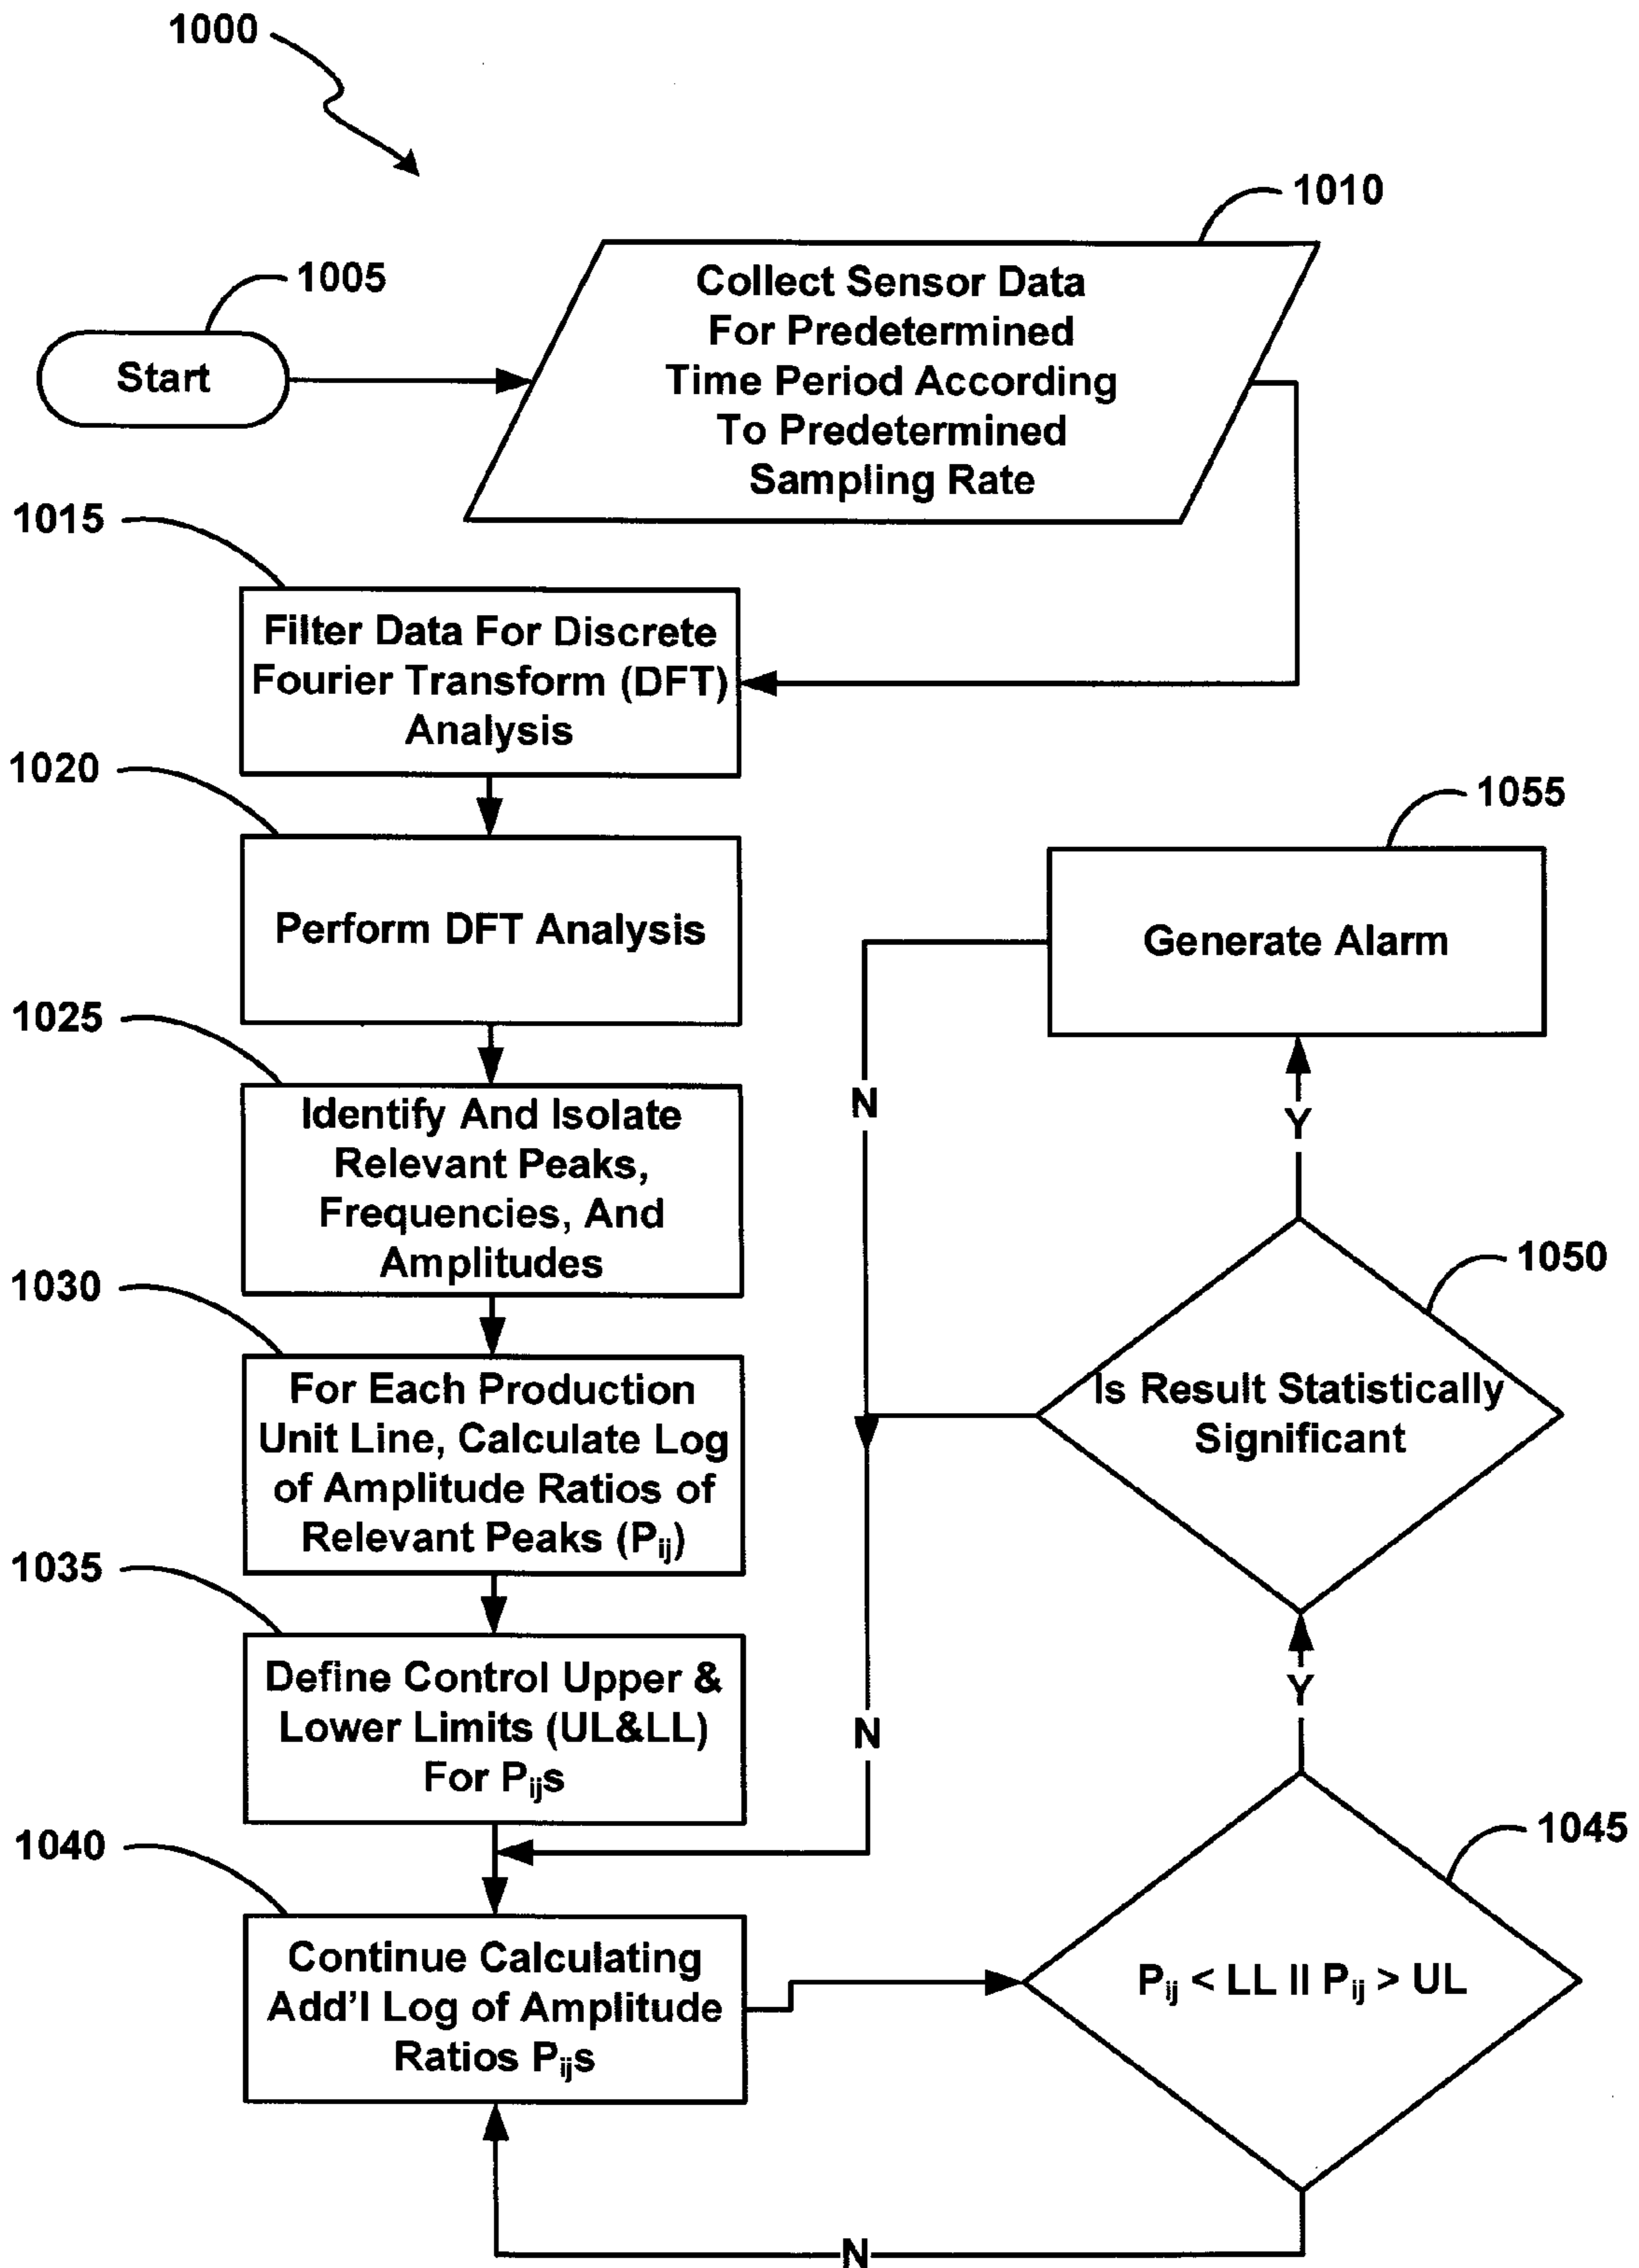 1000
1010
1005
Start
Collect Sensor Data
For Predetermined
Time Period According
To Predetermined
Sampling Rate
1015
Filter Data For Discrete
Fourier Transform (DFT)
Analysis
1020
Perform DFT Analysis
1055
Generate Alarm
1025
Identify And Isolate
Relevant Peaks,
Frequencies, And
Amplitudes
N
Y
1030
For Each Production
Unit Line, Calculate Log
of Amplitude Ratios of
Relevant Peaks (Pij)
1050
Is Result Statistically
Significant
1035
Define Control Upper &
Lower Limits (UL&LL)
For Pijs
N
Y
1040
Continue Calculating
Add'l Log of Amplitude
Ratios Pijs
1045
Pij < LL II Pij > UL
N